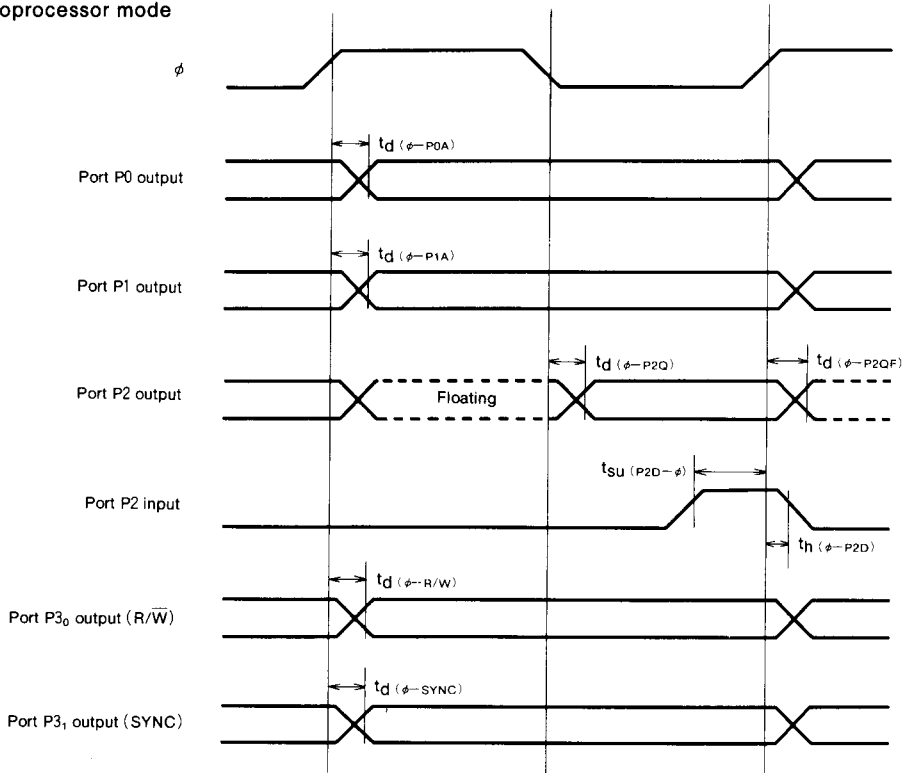 oprocessor mode
φ
td (φ−P0A)
Port P0 output
td (φ−P1A)
Port P1 output
td (φ−P2Q)
td (φ−P2QF)
Port P2 output
Floating
tsu (P2D−φ)
Port P2 input
th (φ−P2D)
td (φ−R/W)
Port P3₀ output (R/W̅)
td (φ−SYNC)
Port P3₁ output (SYNC)